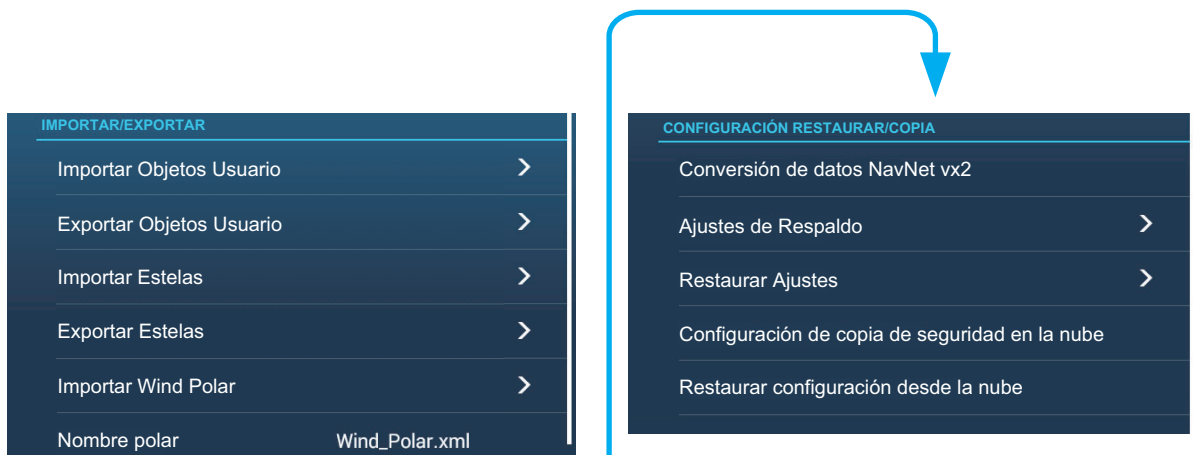 IMPORTAR/EXPORTAR
Importar Objetos Usuario
Exportar Objetos Usuario
Importar Estelas
Exportar Estelas
Importar Wind Polar
Nombre polar Wind_Polar.xml
CONFIGURACIÓN RESTAURAR/COPIA
Conversión de datos NavNet vx2
Ajustes de Respaldo
Restaurar Ajustes
Configuración de copia de seguridad en la nube
Restaurar configuración desde la nube